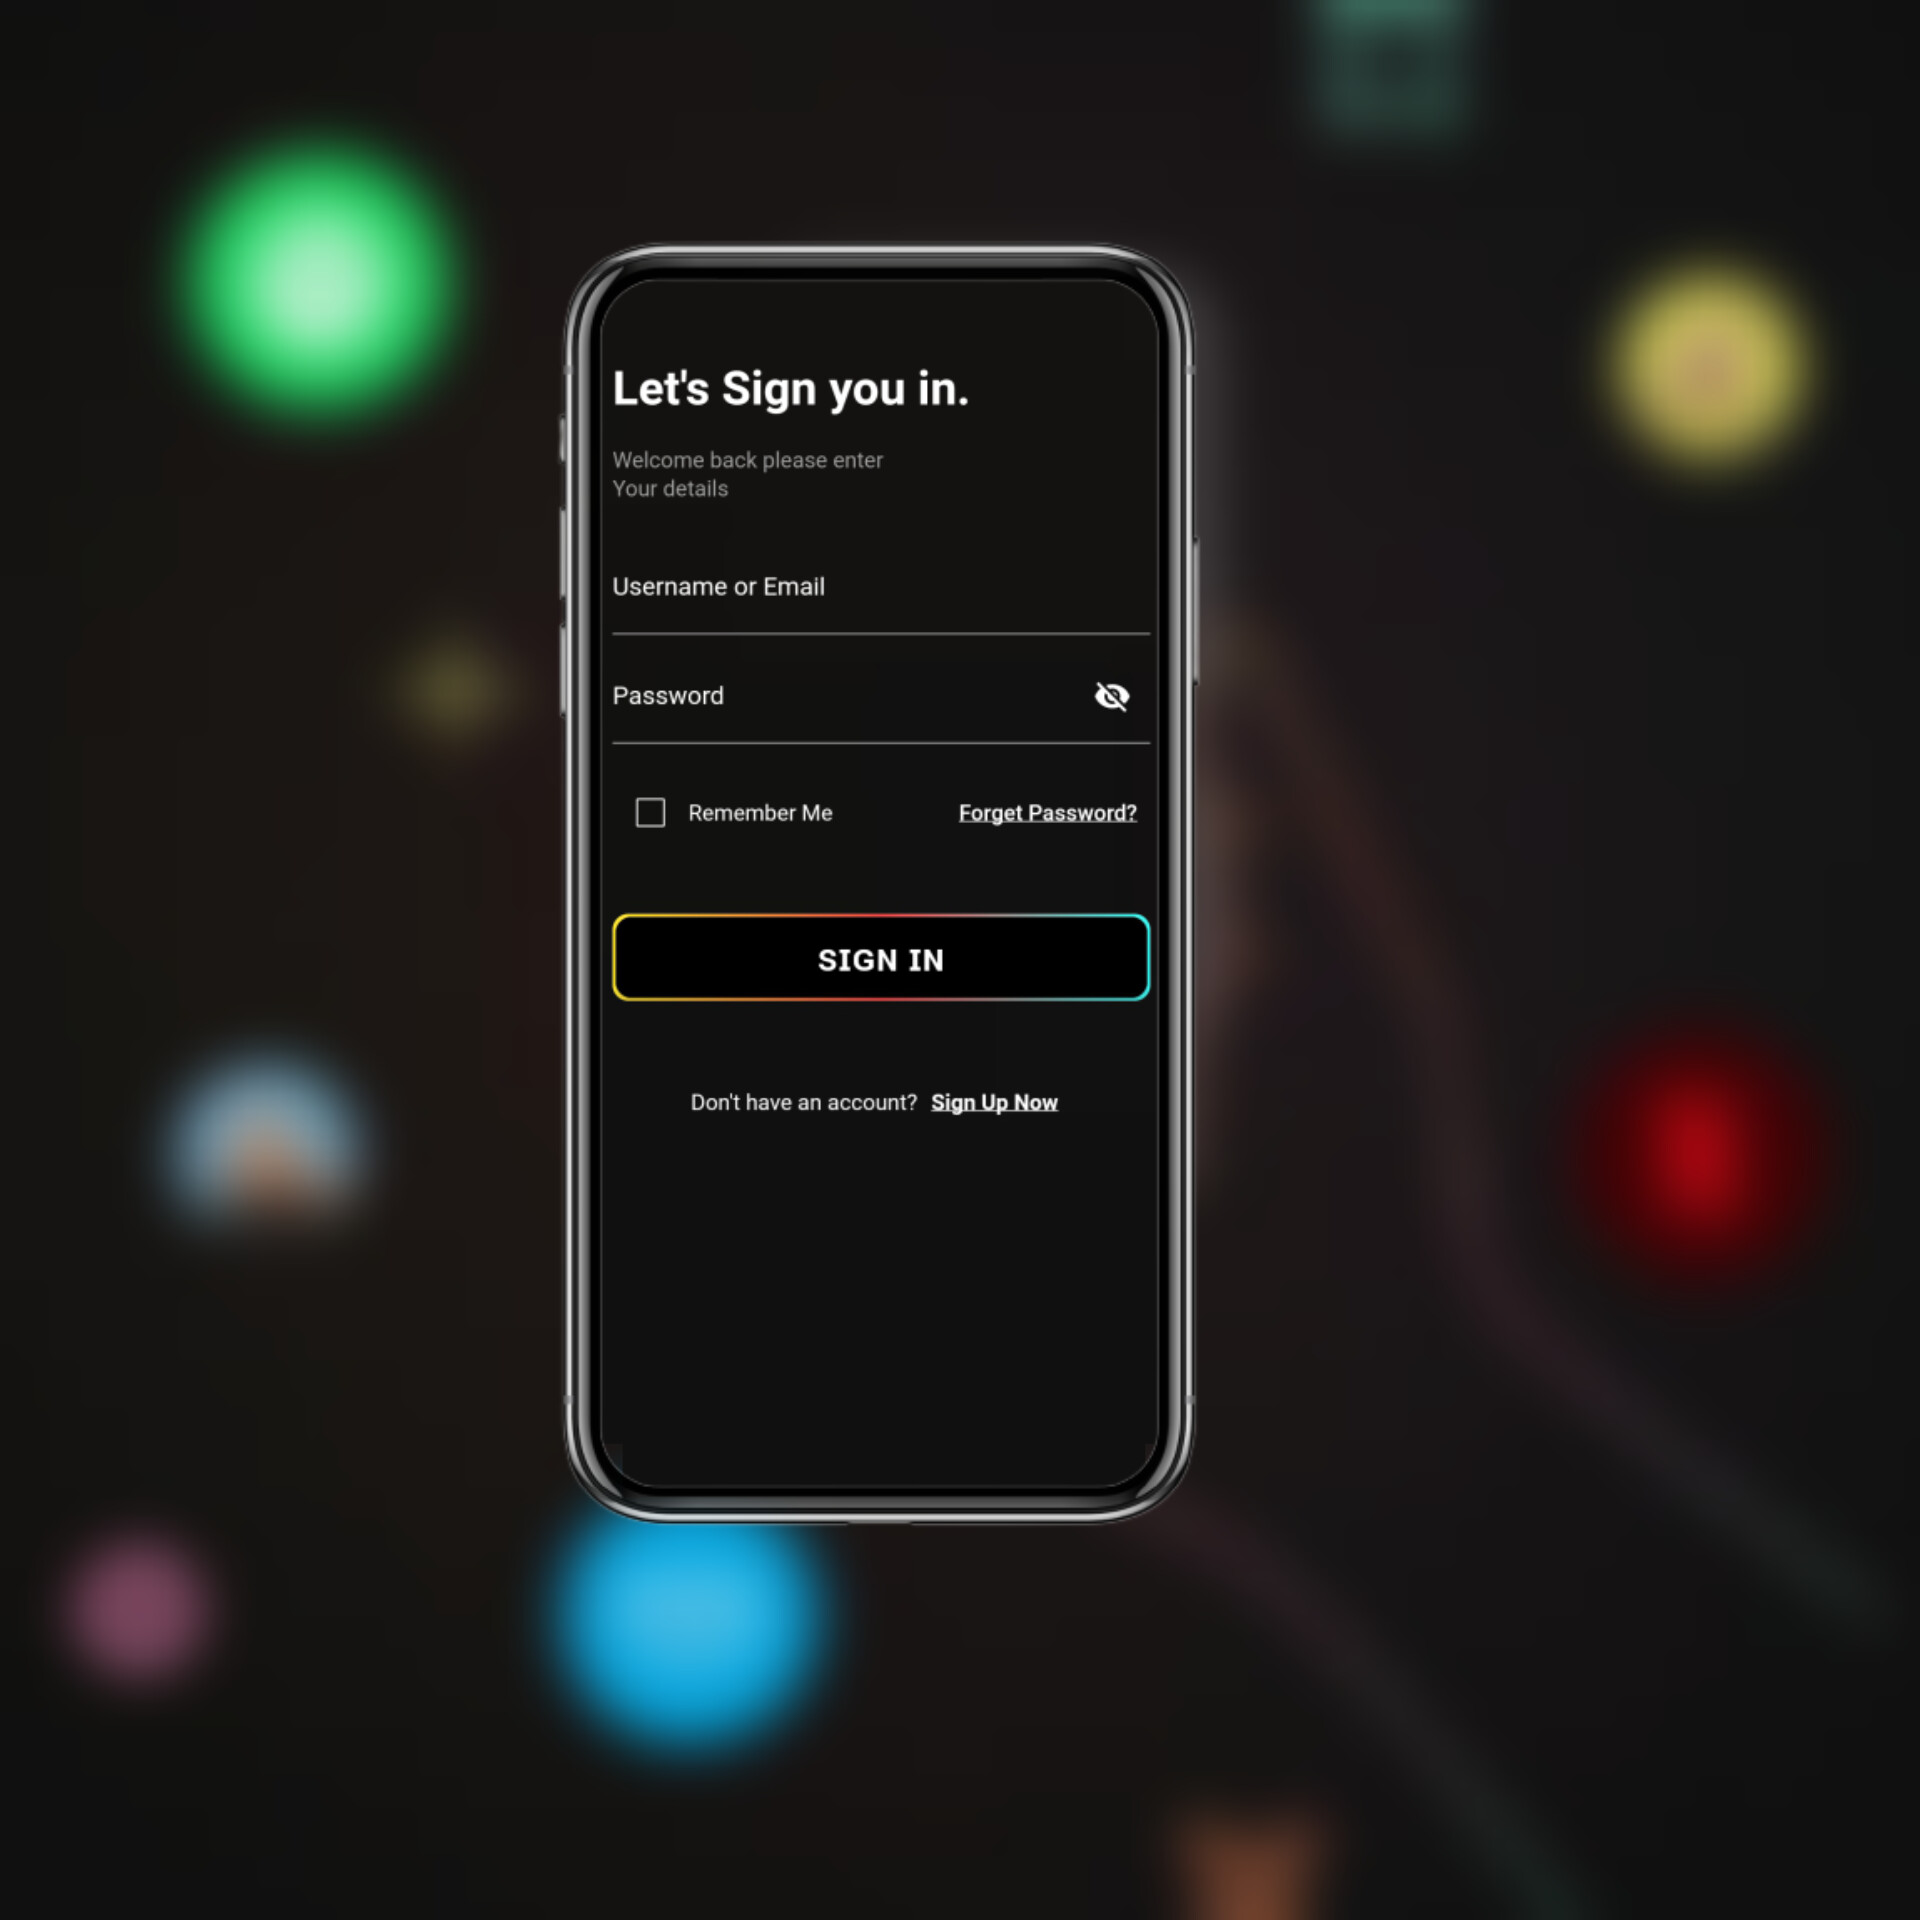 Let's Sign you in.
Welcome back please enter
Your details
Username or Email
Password
Remember Me
Forget Password?
SIGN IN
Don't have an account? Sign Up Now